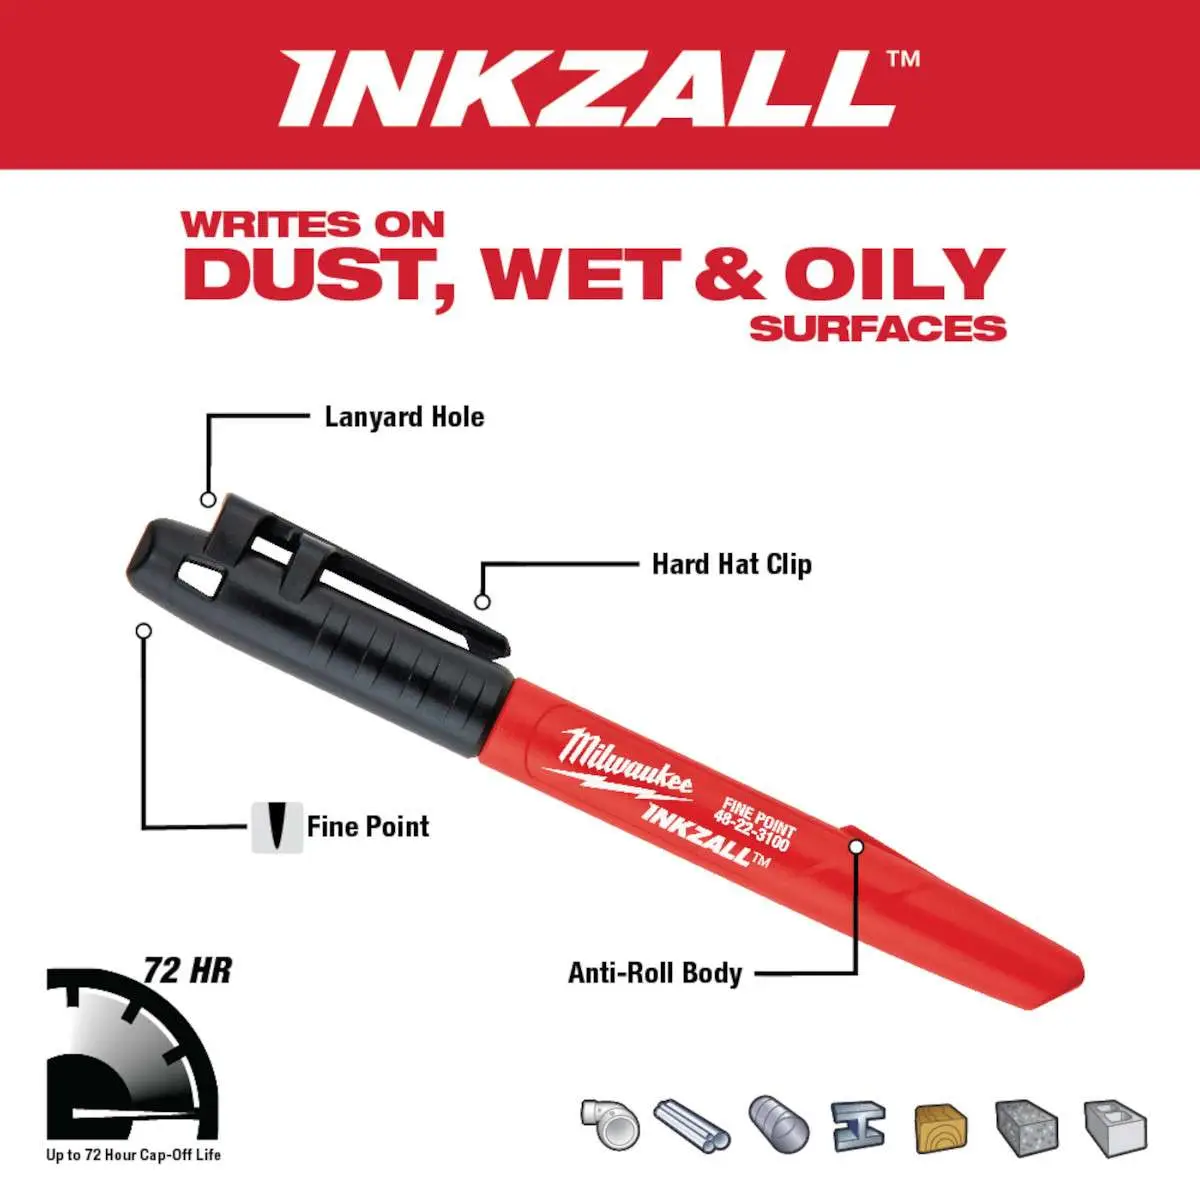 INKZALL™
WRITES ON
DUST, WET & OILY
SURFACES
Lanyard Hole
Hard Hat Clip
Milwaukee
INKZALL™
FINE POINT
48-22-3100
Fine Point
Anti-Roll Body
72 HR
Up to 72 Hour Cap-Off Life